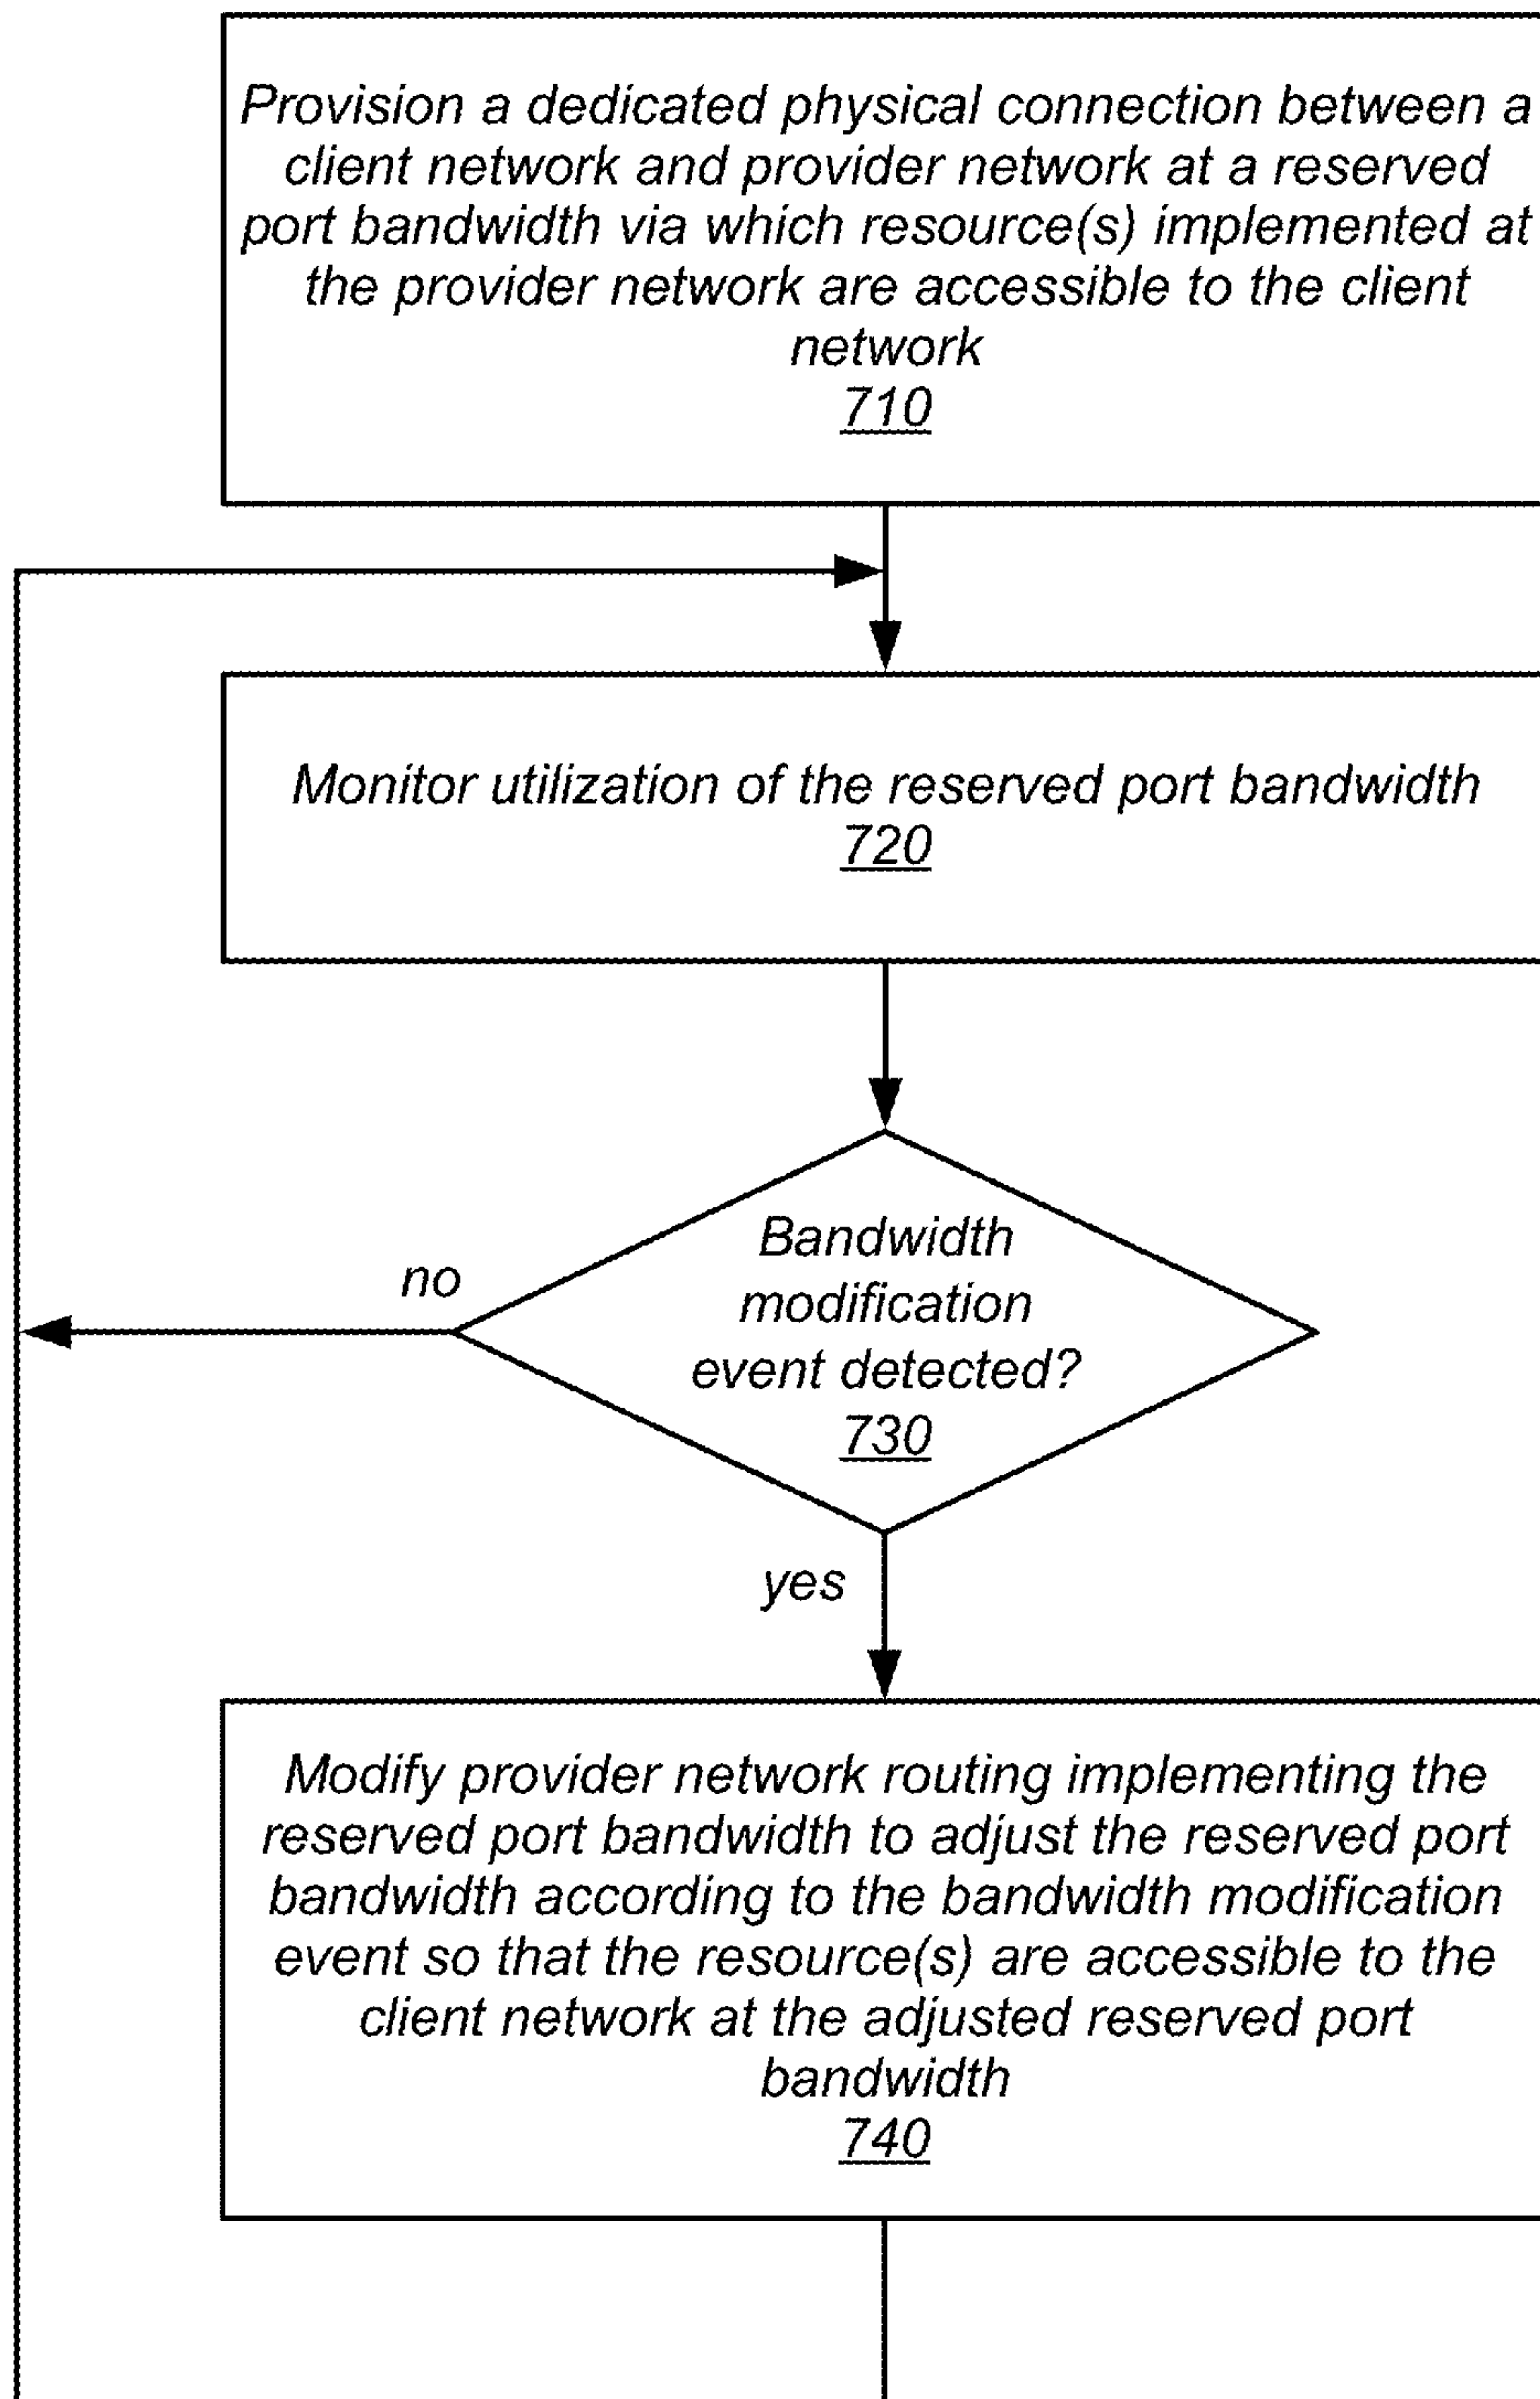 Provision a dedicated physical connection between a
client network and provider network at a reserved
port bandwidth via which resource(s) implemented at
the provider network are accessible to the client
network
710
Monitor utilization of the reserved port bandwidth
720
Bandwidth
modification
event detected?
730
no
yes
Modify provider network routing implementing the
reserved port bandwidth to adjust the reserved port
bandwidth according to the bandwidth modification
event so that the resource(s) are accessible to the
client network at the adjusted reserved port
bandwidth
740